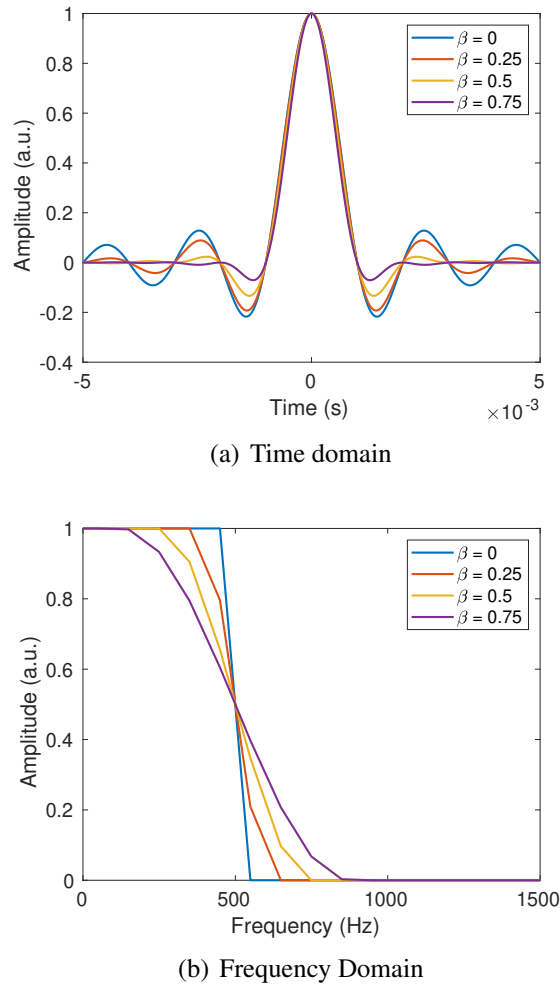 1
0.8
0.6
0.4
0.2
0
-0.2
-0.4
Amplitude (a.u.)
β = 0
β = 0.25
β = 0.5
β = 0.75
-5
0
5
Time (s)
×10⁻³
(a) Time domain
1
0.8
0.6
0.4
0.2
0
Amplitude (a.u.)
β = 0
β = 0.25
β = 0.5
β = 0.75
0
500
1000
1500
Frequency (Hz)
(b) Frequency Domain